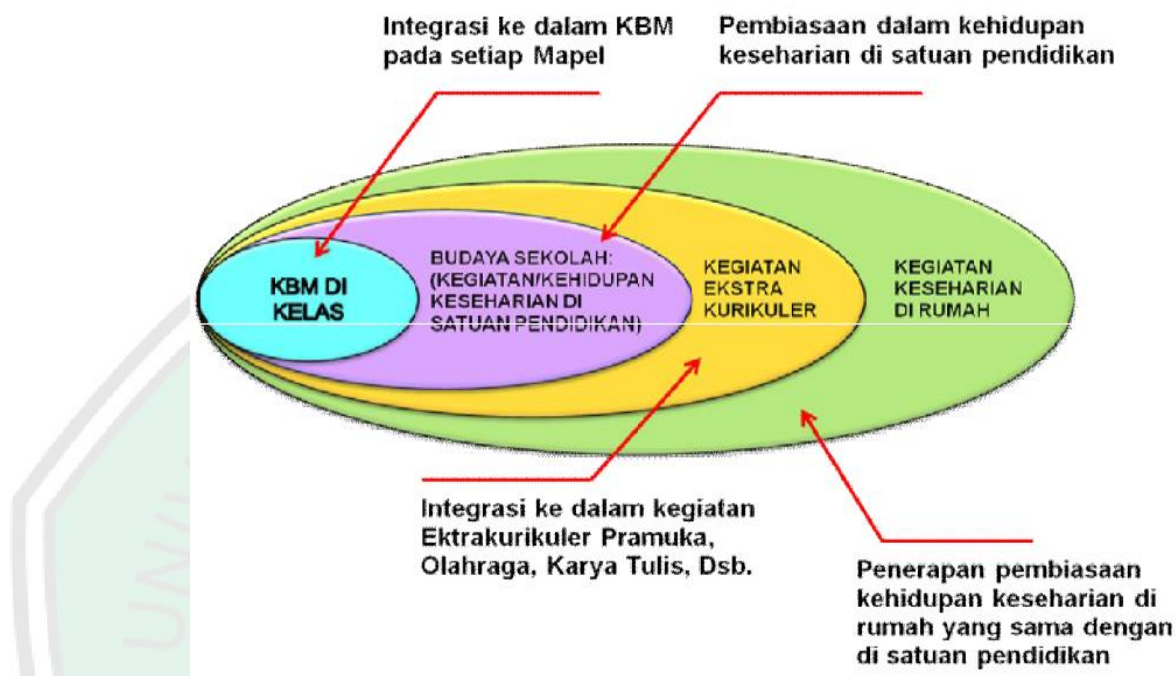 Integrasi ke dalam KBM
pada setiap Mapel
Pembiasaan dalam kehidupan
keseharian di satuan pendidikan
KBM DI
KELAS
BUDAYA SEKOLAH:
(KEGIATAN/KEHIDUPAN
KESEHARIAN DI
SATUAN PENDIDIKAN)
KEGIATAN
EKSTRA
KURIKULER
KEGIATAN
KESEHARIAN
DI RUMAH
Integrasi ke dalam kegiatan
Ektrakurikuler Pramuka,
Olahraga, Karya Tulis, Dsb.
Penerapan pembiasaan
kehidupan keseharian di
rumah yang sama dengan
di satuan pendidikan